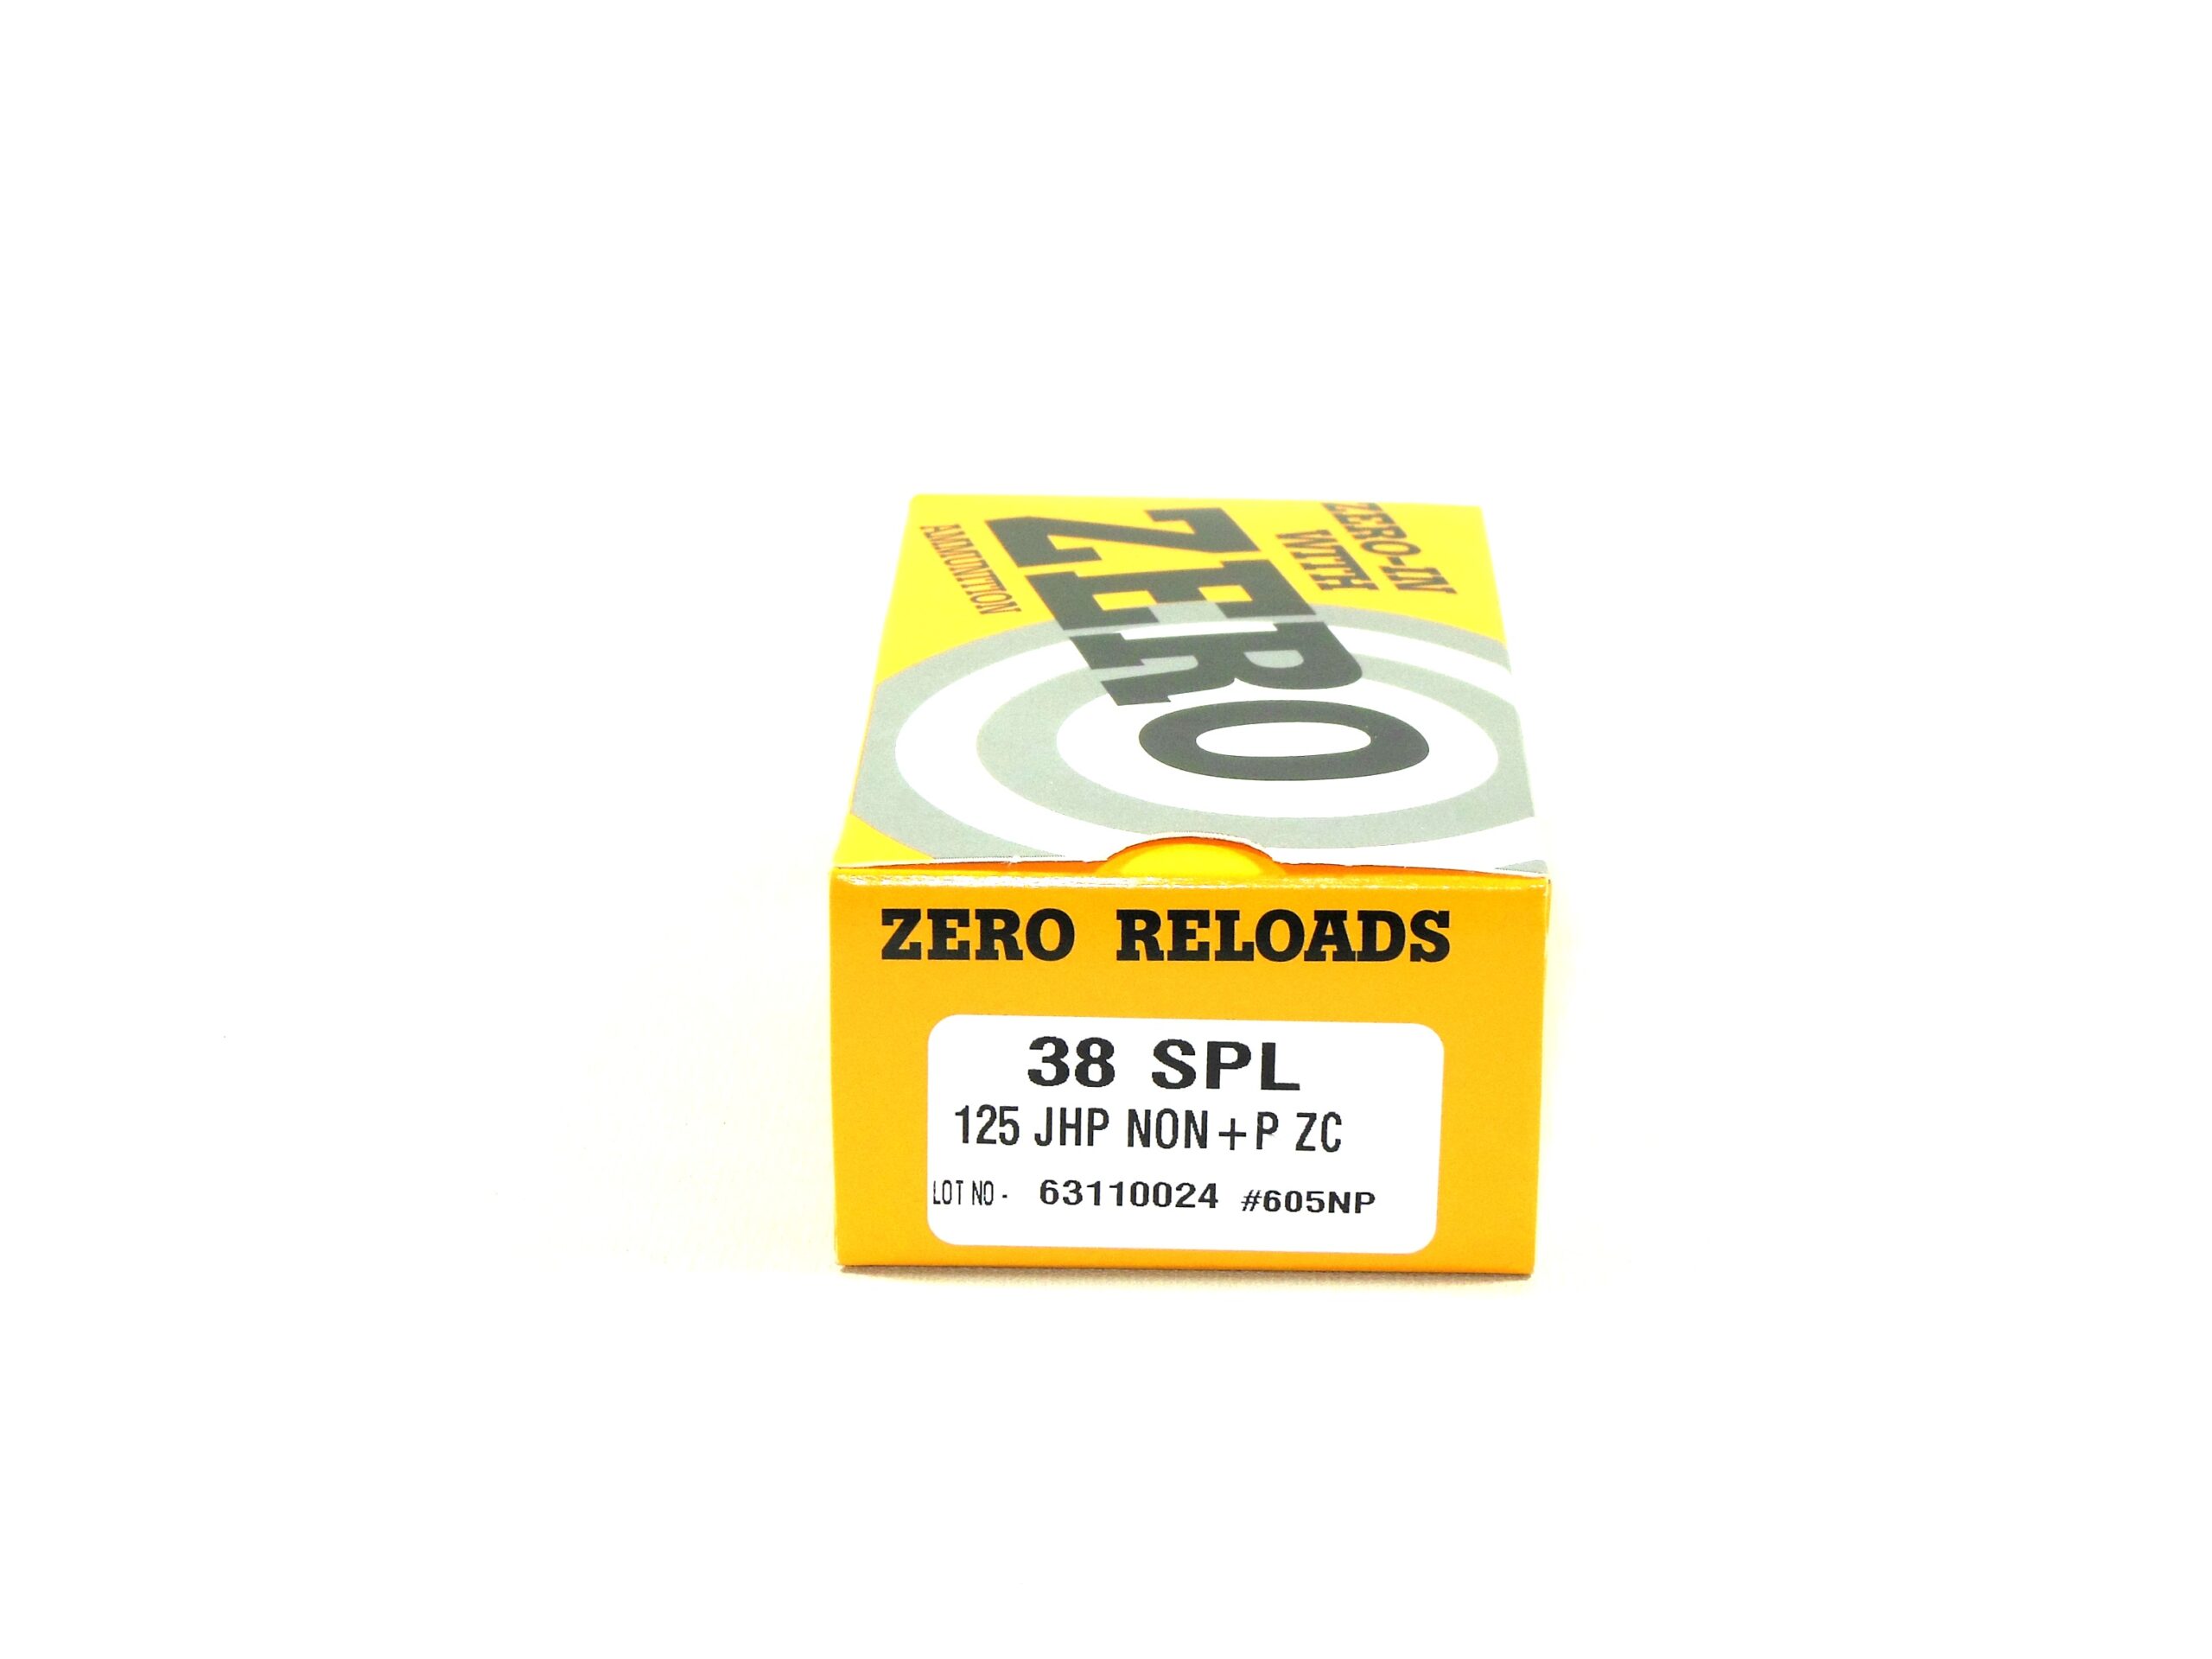 ZERO-IN
WITH
ZERO
AMMUNITION
ZERO RELOADS
38 SPL
125 JHP NON+P ZC
LOT NO - 63110024 #605NP